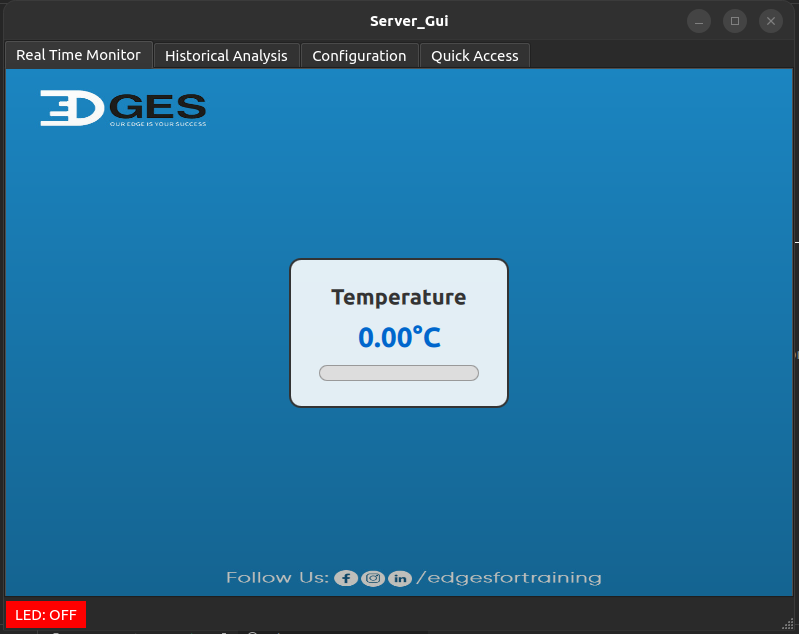 Server_Gui
Real Time Monitor
Historical Analysis
Configuration
Quick Access
EDGES
OUR EDGE IS YOUR SUCCESS
Temperature
0.00°C
Follow Us: /edgesfortraining
LED: OFF